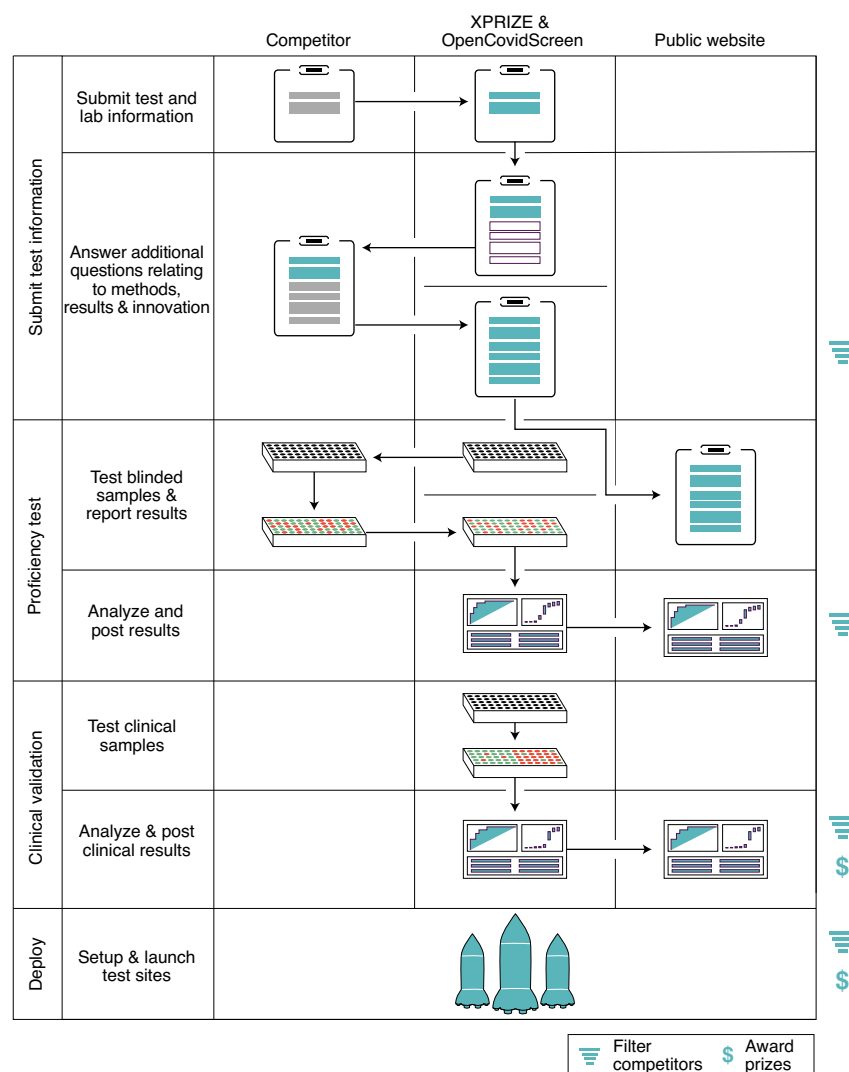 Competitor
XPRIZE &
OpenCovidScreen
Public website
Submit test information
Submit test and
lab information
Answer additional
questions relating
to methods,
results & innovation
Proficiency test
Test blinded
samples &
report results
Analyze and
post results
Clinical validation
Test clinical
samples
Analyze & post
clinical results
$
Deploy
Setup & launch
test sites
$
Filter
competitors
$ Award
prizes